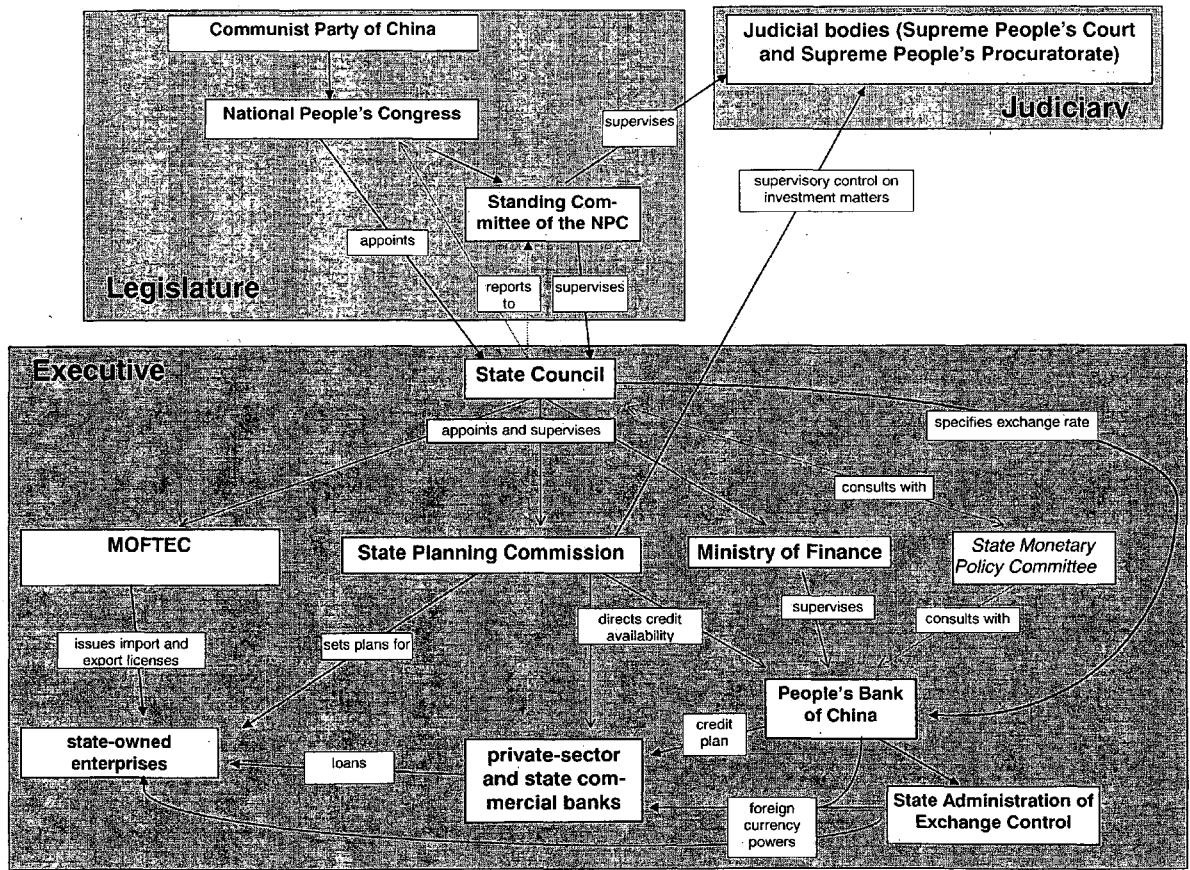 Communist Party of China
Judicial bodies (Supreme People's Court
and Supreme People's Procuratorate)
National People's Congress
Judiciary
supervises
supervisory control on
investment matters
Standing Com-
mittee of the NPC
appoints
Legislature
reports
to
supervises
Executive
State Council
specifies exchange rate
appoints and supervises
consults with
MOFTEC
State Planning Commission
Ministry of Finance
State Monetary
Policy Committee
issues import and
export licenses
sets plans for
directs credit
availability
supervises
consults with
People's Bank
of China
state-owned
enterprises
loans
private-sector
and state com-
mercial banks
credit
plan
foreign
currency
powers
State Administration of
Exchange Control